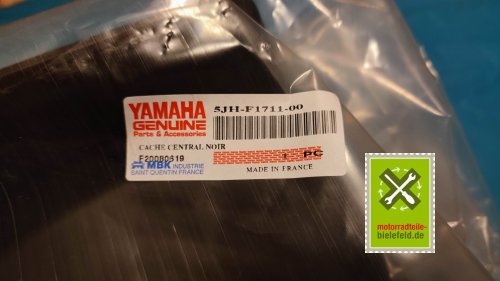 YAMAHA
GENUINE
Parts & Accessories
5JH-F1711-00
CACHE CENTRAL NOIR
F20080619
1 PC
MBK INDUSTRIE
SAINT QUENTIN FRANCE
MADE IN FRANCE
motorradteile-
bielefeld.de